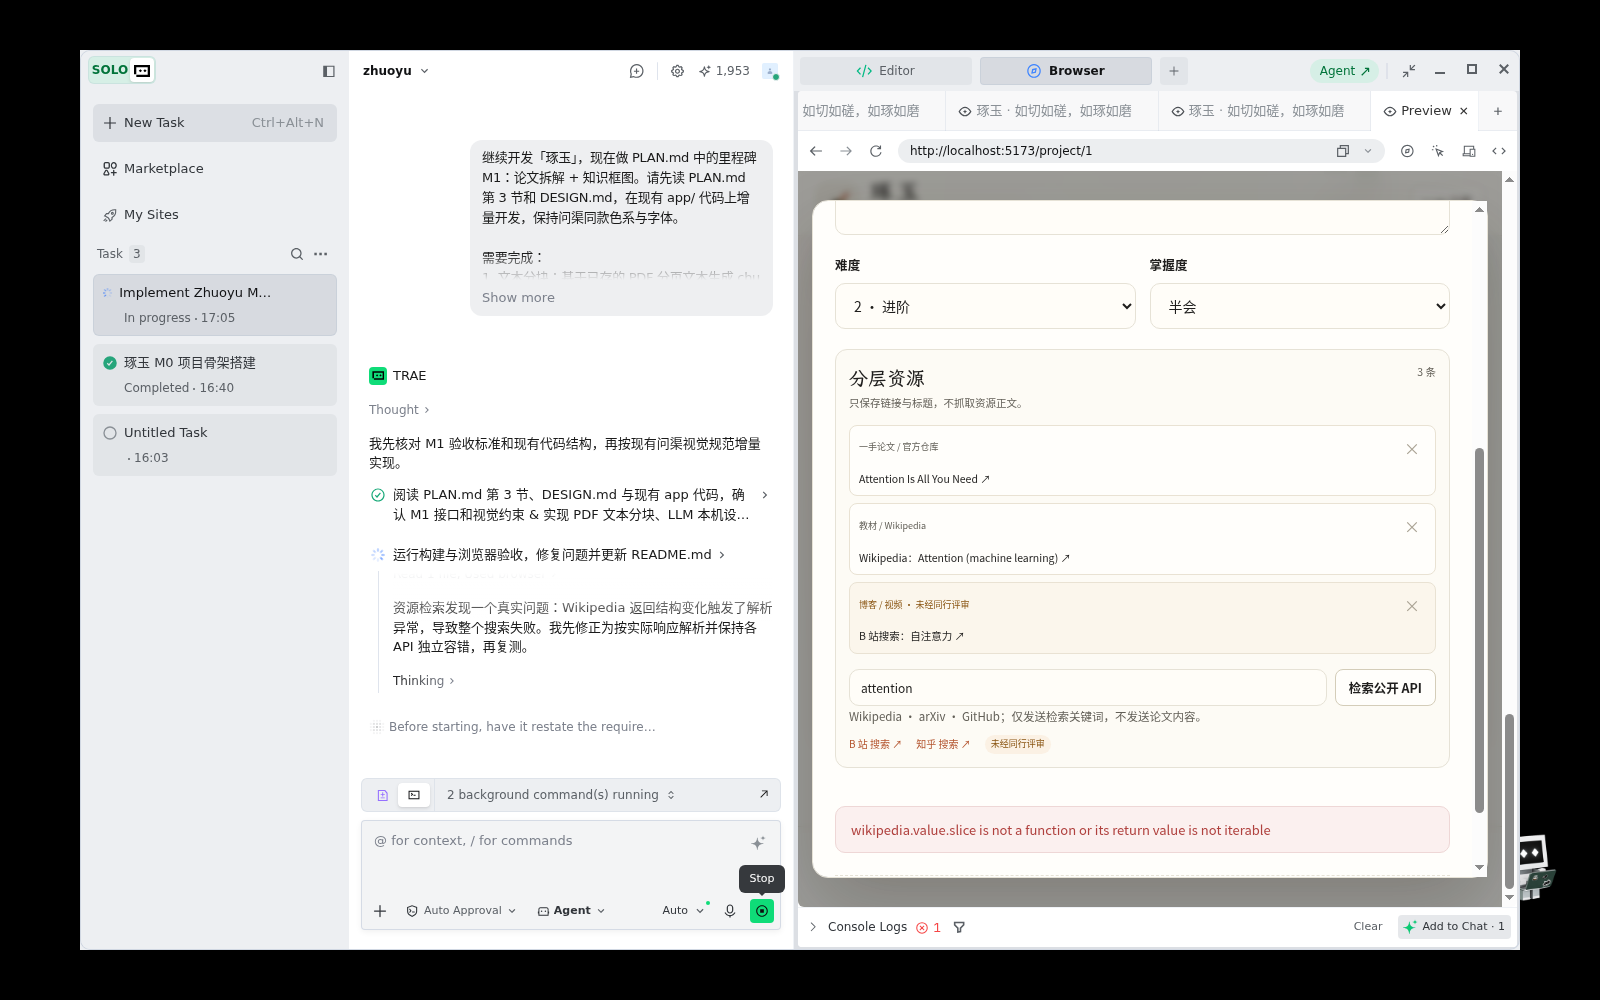 SOLO
New Task
Ctrl+Alt+N
Marketplace
My Sites
Task 3
Implement Zhuoyu M...
In progress · 17:05
琢玉 M0 项目骨架搭建
Completed · 16:40
Untitled Task
· 16:03
zhuoyu
1,953
继续开发「琢玉」，现在做 PLAN.md 中的里程碑
M1：论文拆解 + 知识框图。请先读 PLAN.md
第 3 节和 DESIGN.md，在现有 app/ 代码上增
量开发，保持问渠同款色系与字体。
需要完成：
1. 文本分块：基于已存的 PDF 分页文本生成 chu
Show more
TRAE
Thought
我先核对 M1 验收标准和现有代码结构，再按现有问渠视觉规范增量
实现。
阅读 PLAN.md 第 3 节、DESIGN.md 与现有 app 代码，确
认 M1 接口和视觉约束 & 实现 PDF 文本分块、LLM 本机设...
运行构建与浏览器验收，修复问题并更新 README.md
资源检索发现一个真实问题：Wikipedia 返回结构变化触发了解析
异常，导致整个搜索失败。我先修正为按实际响应解析并保持各
API 独立容错，再复测。
Thinking
Before starting, have it restate the require...
2 background command(s) running
@ for context, / for commands
Stop
Auto Approval
Agent
Auto
Editor
Browser
Agent
如切如磋，如琢如磨
琢玉 · 如切如磋，如琢如磨
琢玉 · 如切如磋，如琢如磨
Preview
http://localhost:5173/project/1
琢玉
难度
掌握度
2 · 进阶
半会
分层资源
3 条
只保存链接与标题，不抓取资源正文。
一手论文 / 官方仓库
Attention Is All You Need ↗
教材 / Wikipedia
Wikipedia：Attention (machine learning) ↗
博客 / 视频 · 未经同行评审
B 站搜索：自注意力 ↗
attention
检索公开 API
Wikipedia · arXiv · GitHub；仅发送检索关键词，不发送论文内容。
B 站 搜索 ↗
知乎 搜索 ↗
未经同行评审
wikipedia.value.slice is not a function or its return value is not iterable
Console Logs
1
Clear
Add to Chat · 1